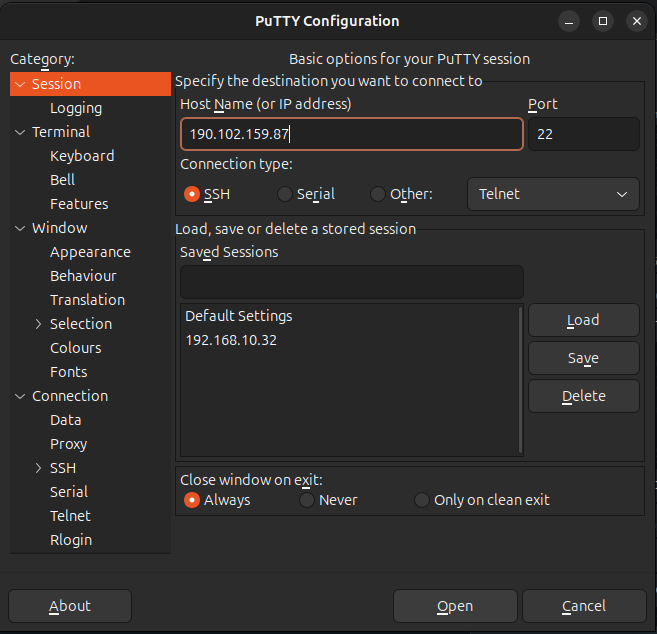 PuTTY Configuration
Category:
Session
Logging
Terminal
Keyboard
Bell
Features
Window
Appearance
Behaviour
Translation
Selection
Colours
Fonts
Connection
Data
Proxy
SSH
Serial
Telnet
Rlogin
Basic options for your PuTTY session
Specify the destination you want to connect to
Host Name (or IP address) Port
190.102.159.87 22
Connection type:
SSH Serial Other: Telnet
Load, save or delete a stored session
Saved Sessions
Default Settings
192.168.10.32
Load
Save
Delete
Close window on exit:
Always Never Only on clean exit
About Open Cancel